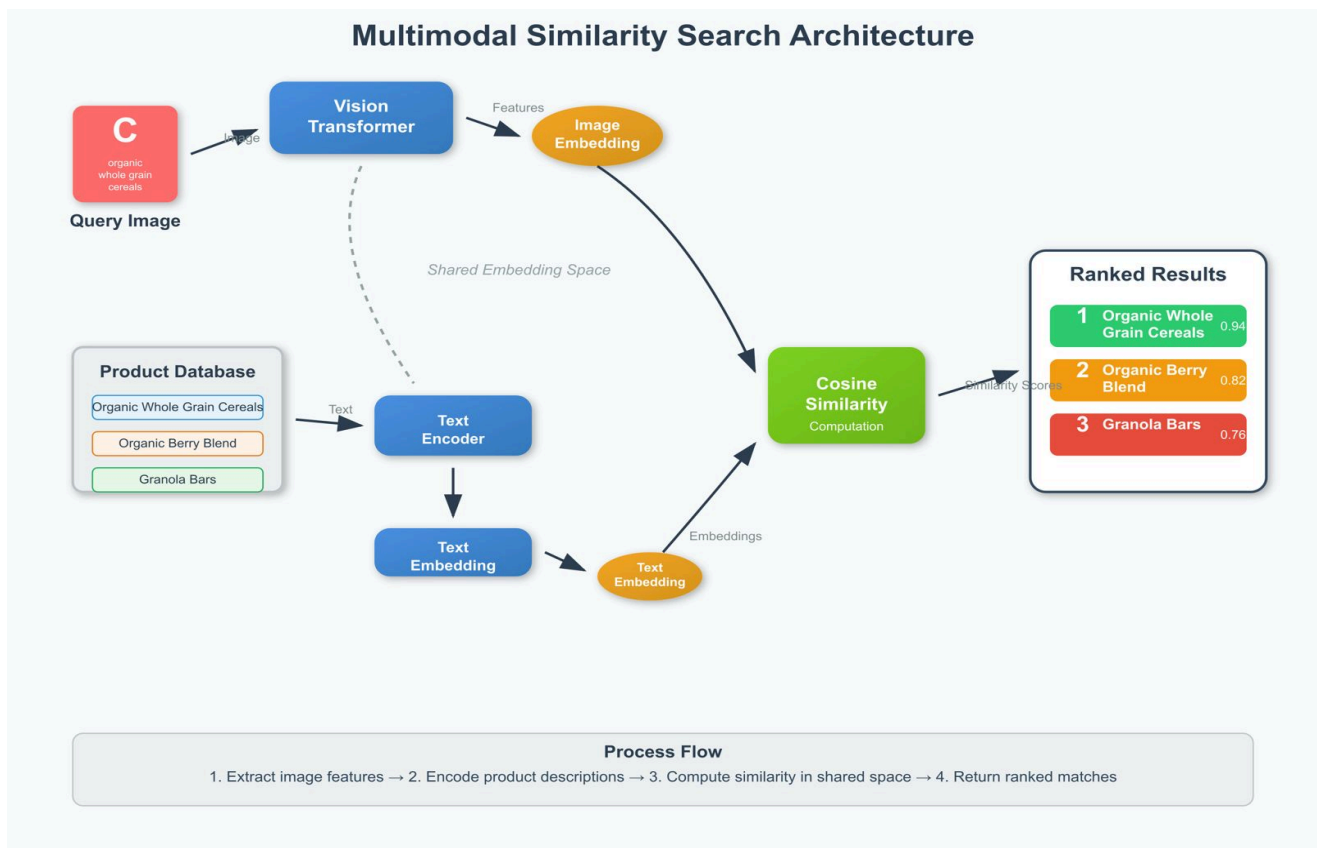 Multimodal Similarity Search Architecture
C
organic
whole grain
cereals
Query Image
Image
Vision
Transformer
Features
Image
Embedding
Shared Embedding Space
Product Database
Organic Whole Grain Cereals
Organic Berry Blend
Granola Bars
Text
Text
Encoder
Text
Embedding
Text
Embedding
Embeddings
Cosine
Similarity
Computation
Similarity Scores
Ranked Results
1 Organic Whole
Grain Cereals 0.94
2 Organic Berry
Blend 0.82
3 Granola Bars 0.76
Process Flow
1. Extract image features → 2. Encode product descriptions → 3. Compute similarity in shared space → 4. Return ranked matches